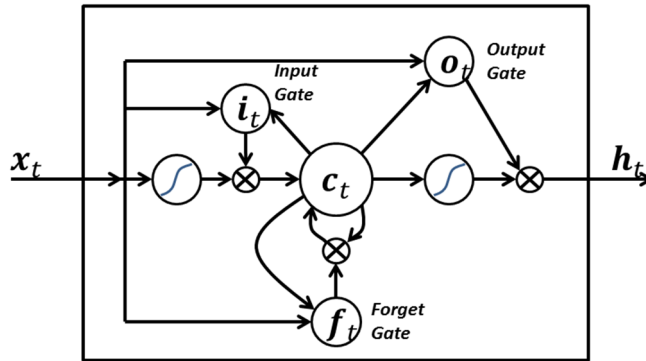 o_t
Output
Gate
Input
Gate
i_t
x_t
c_t
h_t
f_t
Forget
Gate